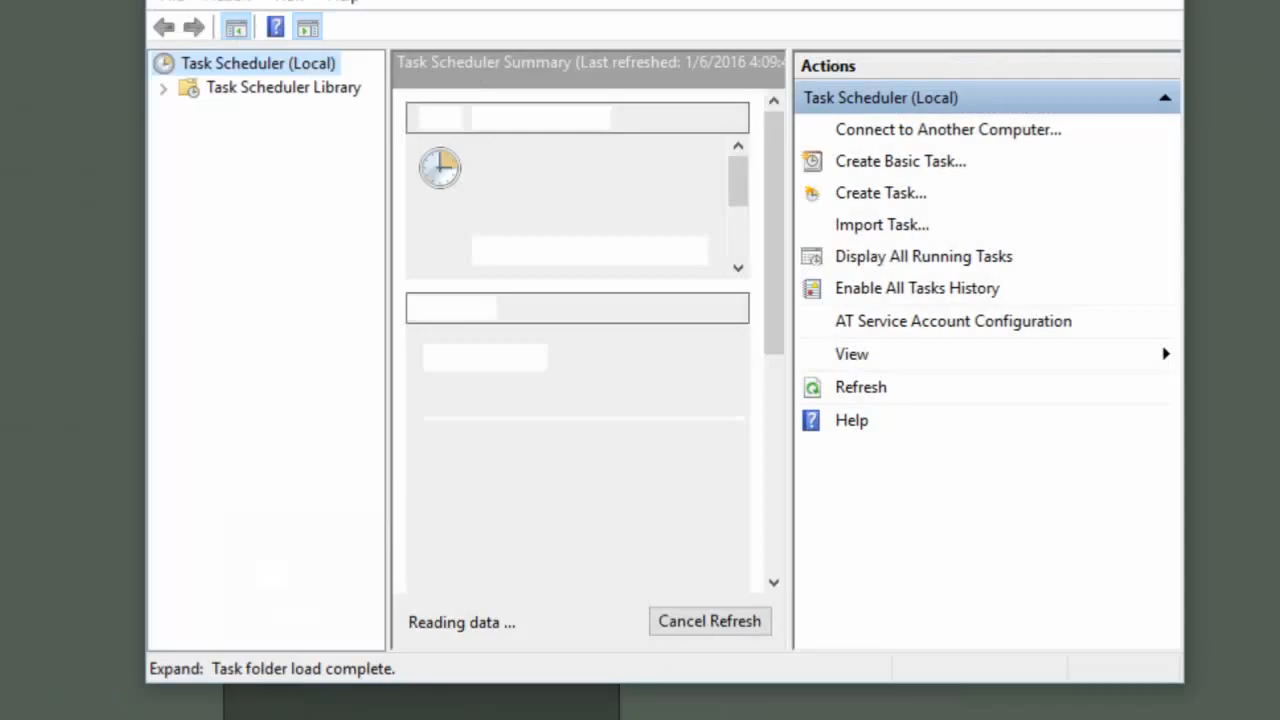 Task Scheduler (Local)
Task Scheduler Library
Task Scheduler Summary (Last refreshed: 1/6/2016 4:09:4
Reading data ...
Cancel Refresh
Actions
Task Scheduler (Local)
Connect to Another Computer...
Create Basic Task...
Create Task...
Import Task...
Display All Running Tasks
Enable All Tasks History
AT Service Account Configuration
View
Refresh
Help
Expand: Task folder load complete.